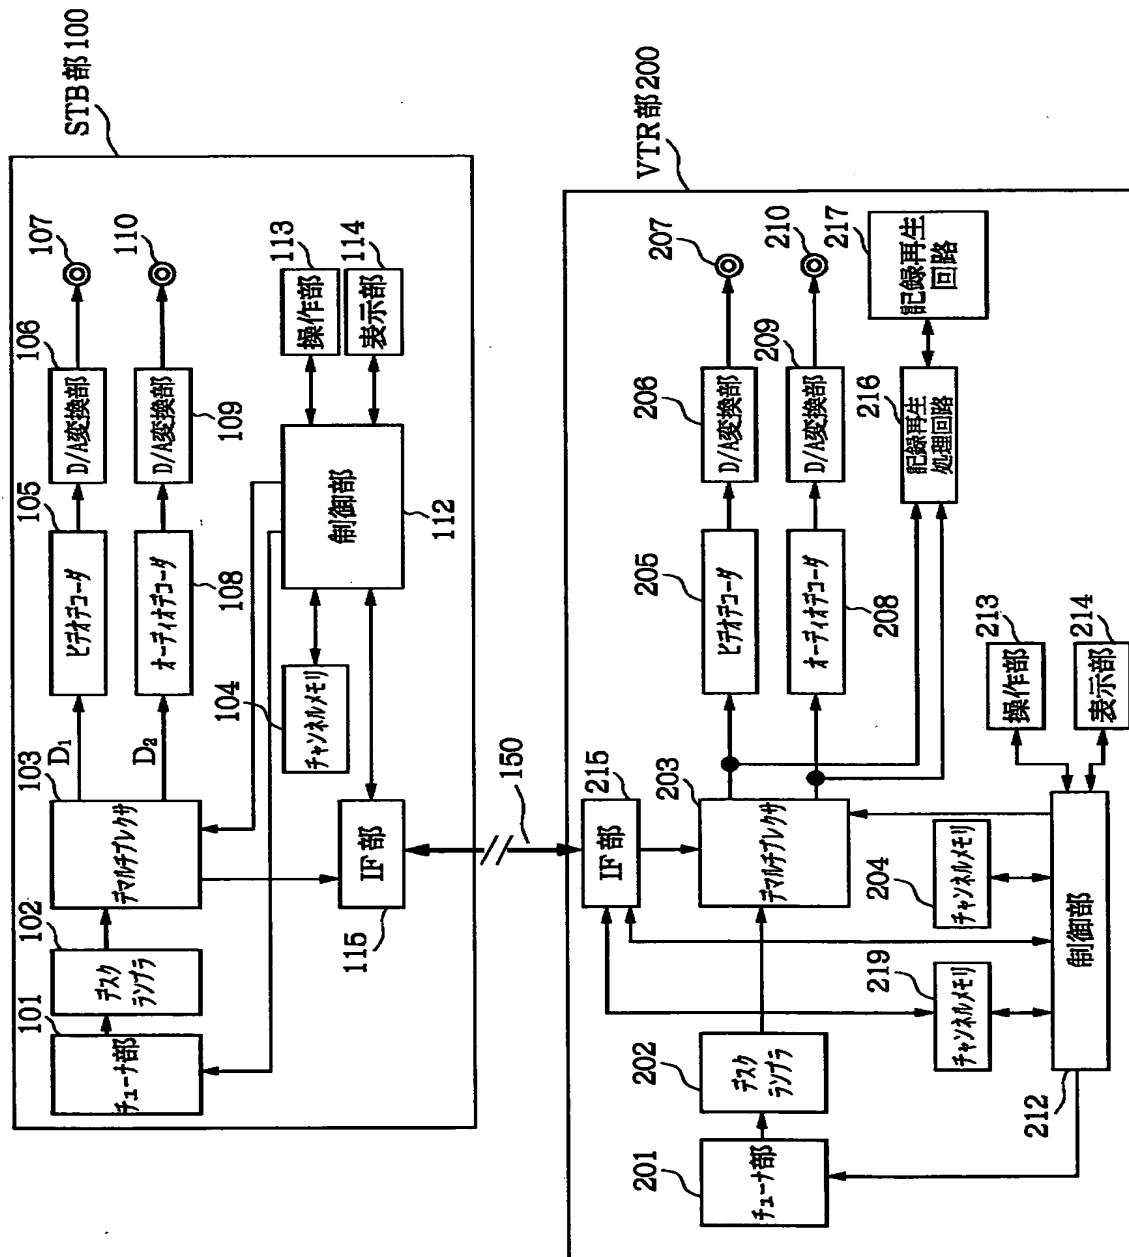 STB部100
101
チューナ部
102
デスク
ランブラ
103
デマルチプレクサ
D1
D2
105
ビデオデコーダ
106
D/A変換部
107
108
オーディオデコーダ
109
D/A変換部
110
104
チャンネルメモリ
制御部
112
113
操作部
114
表示部
IF部
115
150
VTR部200
201
チューナ部
202
デスク
ランブラ
215
IF部
203
デマルチプレクサ
205
ビデオデコーダ
206
D/A変換部
207
208
オーディオデコーダ
209
D/A変換部
210
216
記録再生
処理回路
217
記録再生
回路
219
チャンネルメモリ
204
チャンネルメモリ
制御部
212
213
操作部
214
表示部